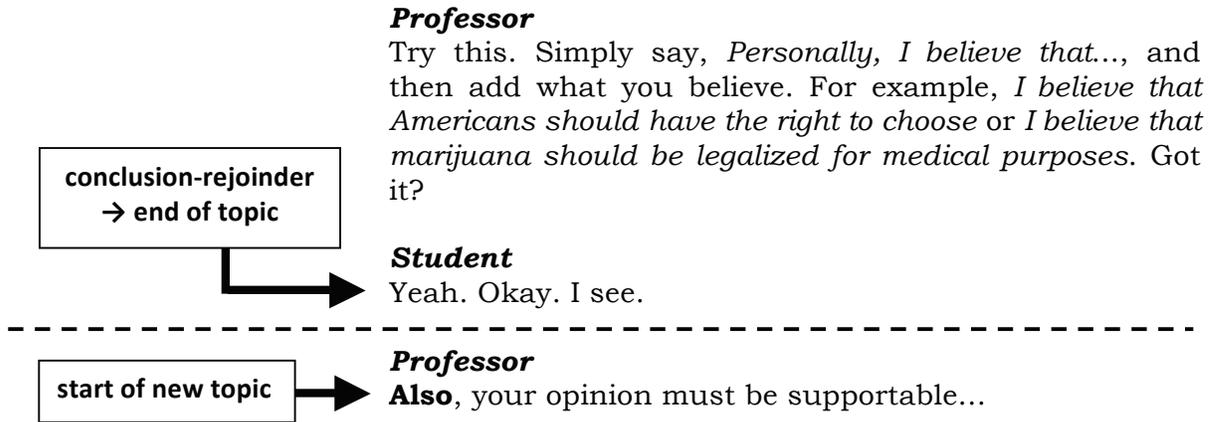 Professor
Try this. Simply say, Personally, I believe that..., and
then add what you believe. For example, I believe that
Americans should have the right to choose or I believe that
marijuana should be legalized for medical purposes. Got
it?
conclusion-rejoinder
→ end of topic
Student
Yeah. Okay. I see.
Professor
start of new topic
Also, your opinion must be supportable…